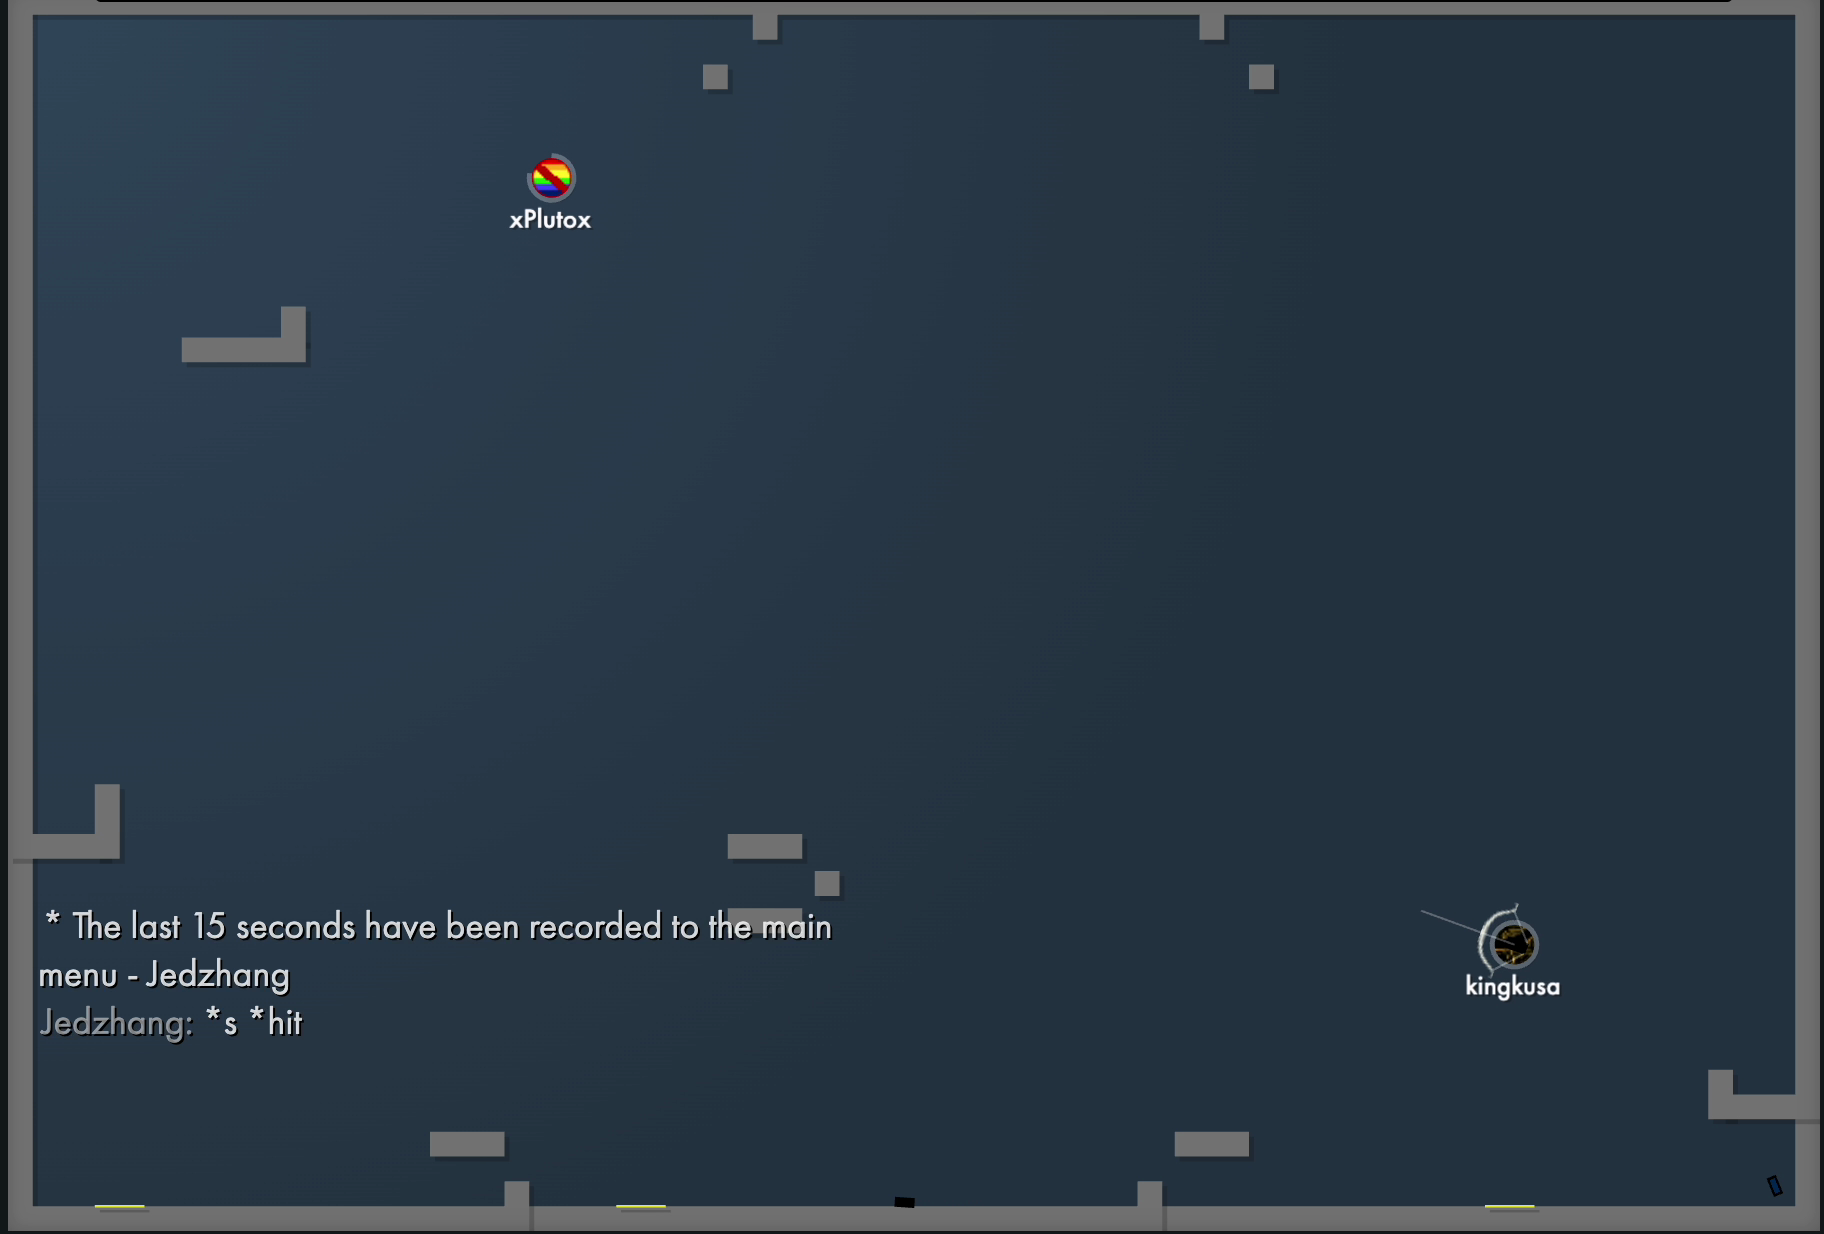 xPlutox
* The last 15 seconds have been recorded to the main
menu - Jedzhang
Jedzhang: *s *hit
kingkusa